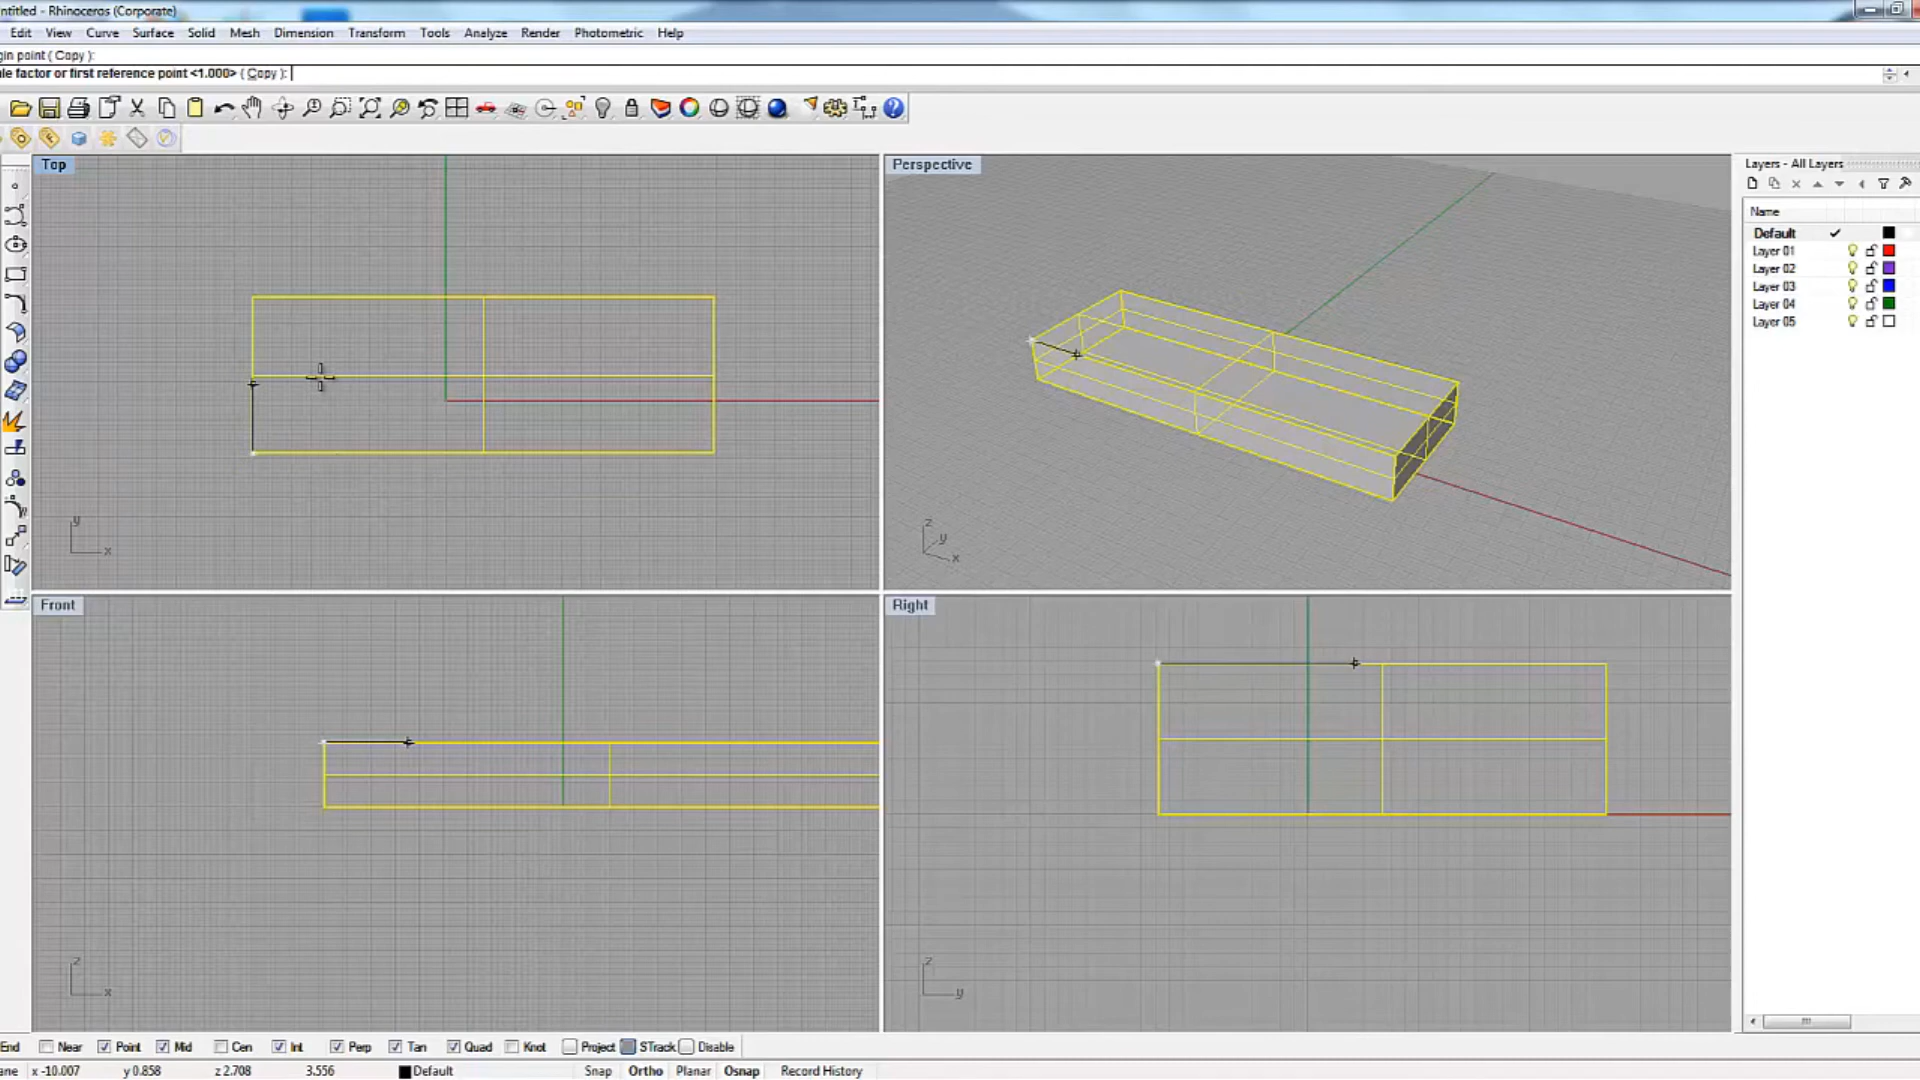 ntitled - Rhinoceros (Corporate)
Edit View Curve Surface Solid Mesh Dimension Transform Tools Analyze Render Photometric Help
gin point ( Copy ):
le factor or first reference point <1.000> ( Copy ):
Top
Perspective
Layers - All Layers
Name
Default
Layer 01
Layer 02
Layer 03
Layer 04
Layer 05
y
x
z
y
x
Front
Right
z
x
z
y
End Near Point Mid Cen Int Perp Tan Quad Knot Project STrack Disable
ane x -10.007 y 0.858 z 2.708 3.556 Default Snap Ortho Planar Osnap Record History